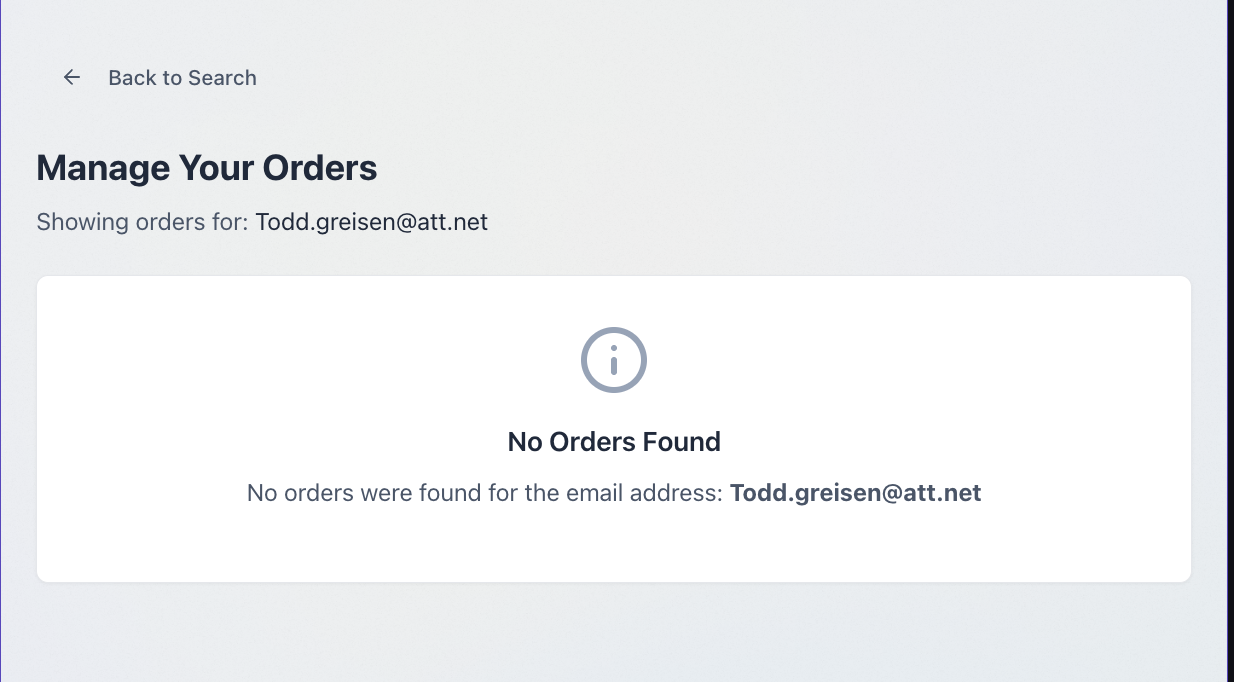 Back to Search
Manage Your Orders
Showing orders for: Todd.greisen@att.net
No Orders Found
No orders were found for the email address: Todd.greisen@att.net